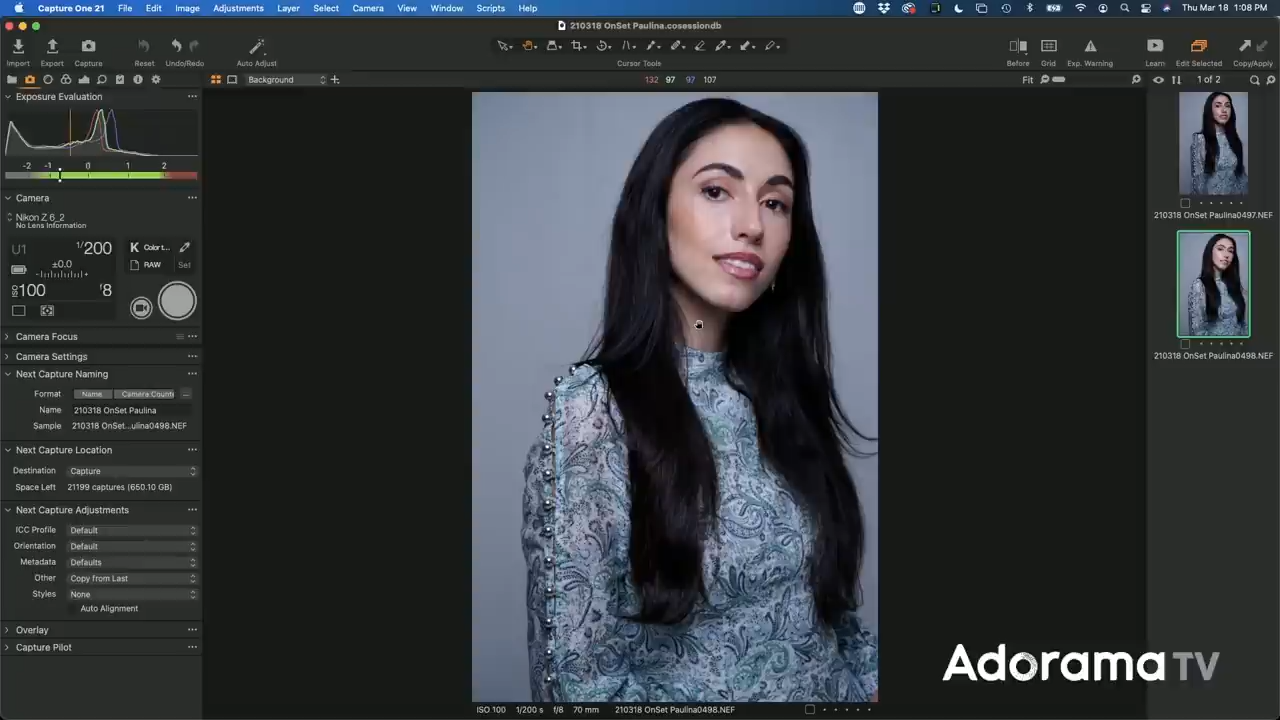 Capture One 21 File Edit Image Adjustments Layer Select Camera View Window Scripts Help Thu Mar 18 1:08 PM
210318 OnSet Paulina.cosessiondb
Import Export Capture Reset Undo/Redo Auto Adjust Cursor Tools Before Grid Exp. Warning Learn Edit Selected Copy/Apply
Background 132 97 97 107 Fit 1 of 2
Exposure Evaluation
-2 -1 0 1 2
Camera
Nikon Z 6_2
No Lens Information
U1 1/200 K Color t...
±0.0 RAW Set
ISO 100 f8
Camera Focus
Camera Settings
Next Capture Naming
Format Name Camera Count
Name 210318 OnSet Paulina
Sample 210318 OnSet...ulina0498.NEF
Next Capture Location
Destination Capture
Space Left 21199 captures (650.10 GB)
Next Capture Adjustments
ICC Profile Default
Orientation Default
Metadata Defaults
Other Copy from Last
Styles None
Auto Alignment
Overlay
Capture Pilot
210318 OnSet Paulina0497.NEF
210318 OnSet Paulina0498.NEF
ISO 100 1/200 s f/8 70 mm 210318 OnSet Paulina0498.NEF
Adorama TV